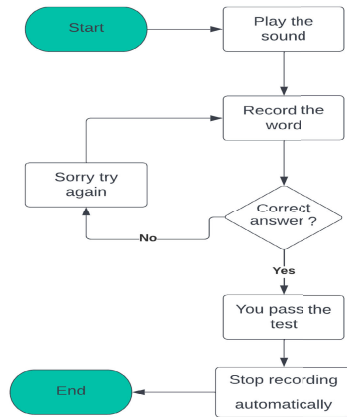 Start
Play the
sound
Record the
word
Sorry try
again
Correct
answer ?
No
Yes
You pass the
test
Stop recording
automatically
End